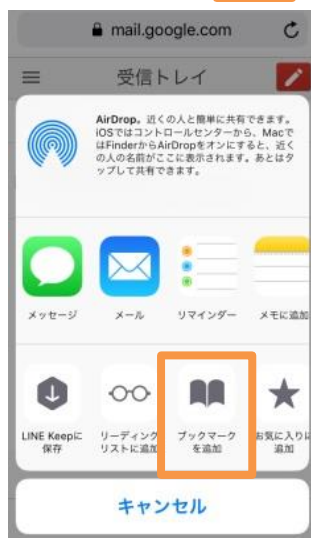 mail.google.com
受信トレイ
AirDrop。近くの人と簡単に共有できます。
iOSではコントロールセンターから、Macで
はFinderからAirDropをオンにすると、近く
の人の名前がここに表示されます。あとはタ
ップして共有できます。
メッセージ
メール
リマインダー
メモに追加
LINE Keepに
保存
リーディング
リストに追加
ブックマーク
を追加
お気に入りに
追加
キャンセル